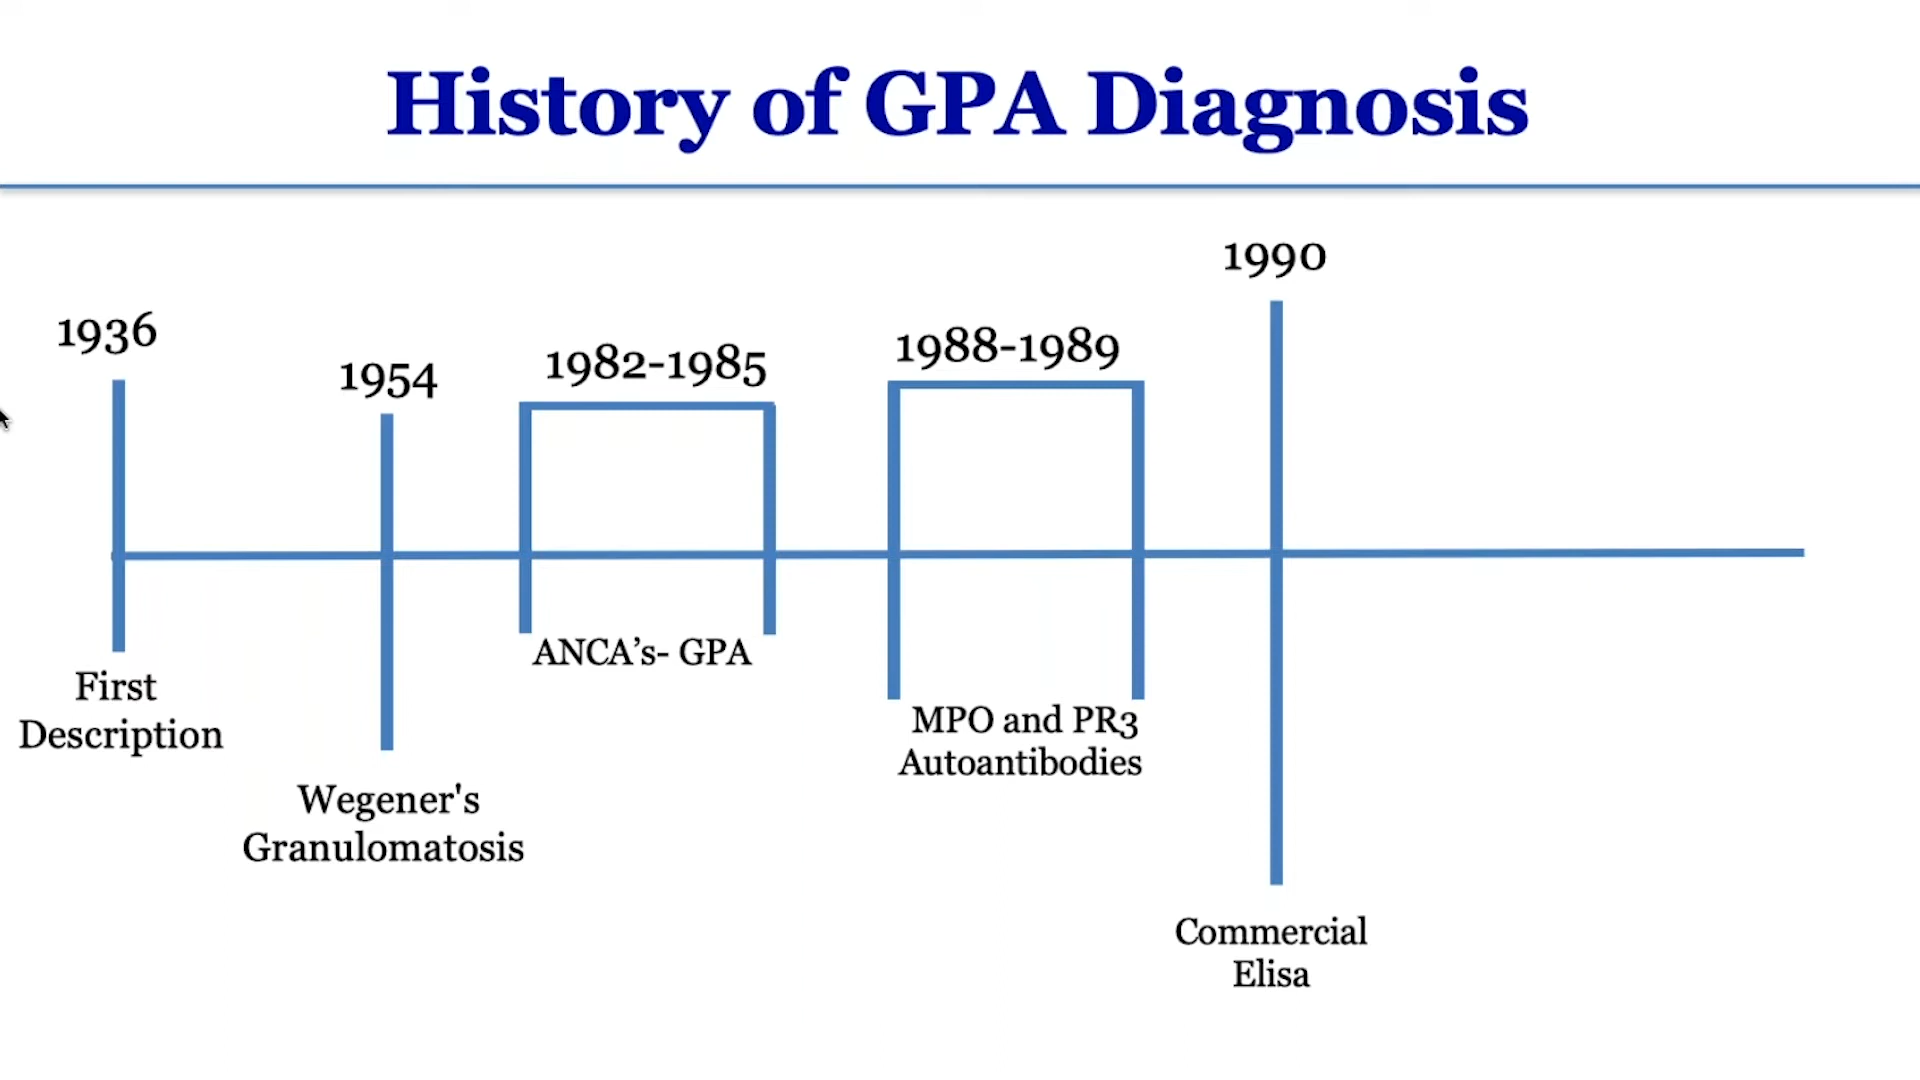 History of GPA Diagnosis
1936
1954
1982-1985
1988-1989
1990
First
Description
Wegener's
Granulomatosis
ANCA’s- GPA
MPO and PR3
Autoantibodies
Commercial
Elisa